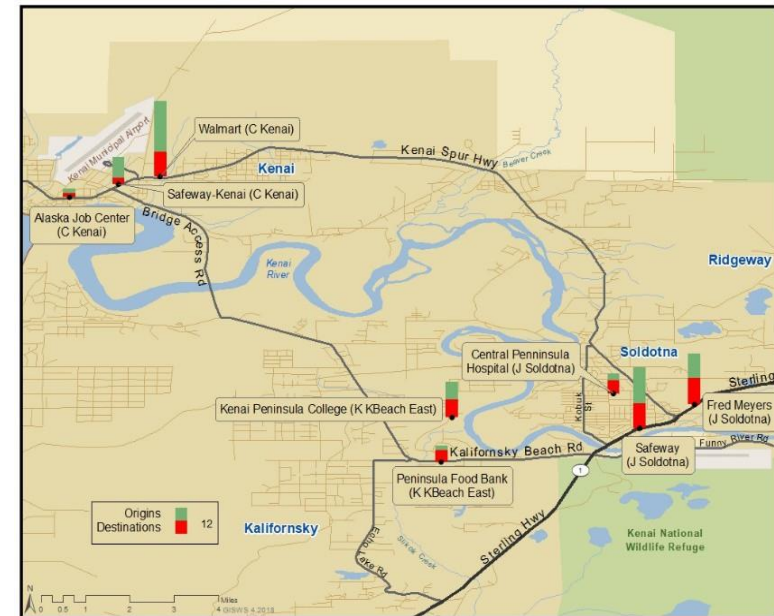 Kenai Municipal Airport
Walmart (C Kenai)
Kenai
Kenai Spur Hwy
Beaver Creek
Safeway-Kenai (C Kenai)
Alaska Job Center
(C Kenai)
Bridge Access Rd
Kenai
River
Ridgeway
Central Penninsula
Hospital (J Soldotna)
Soldotna
Sterling
Kobuk St
Kenai Peninsula College (K KBeach East)
Fred Meyers
(J Soldotna)
Kalifornsky Beach Rd
Funny River Rd
Safeway
(J Soldotna)
Peninsula Food Bank
(K KBeach East)
1
Origins
Destinations
12
Kalifornsky
Echo Lake Rd
Sterling Hwy
Kenai National
Wildlife Refuge
N
Miles
0 0.5 1 2 3 4
GISWS 4.2018